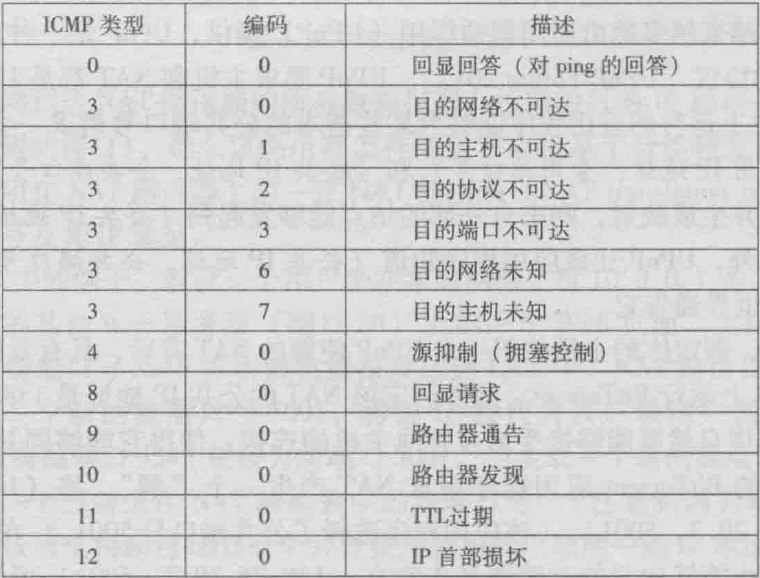 ICMP 类型 编码 描述
0 0 回显回答（对 ping 的回答）
3 0 目的网络不可达
3 1 目的主机不可达
3 2 目的协议不可达
3 3 目的端口不可达
3 6 目的网络未知
3 7 目的主机未知
4 0 源抑制（拥塞控制）
8 0 回显请求
9 0 路由器通告
10 0 路由器发现
11 0 TTL过期
12 0 IP 首部损坏